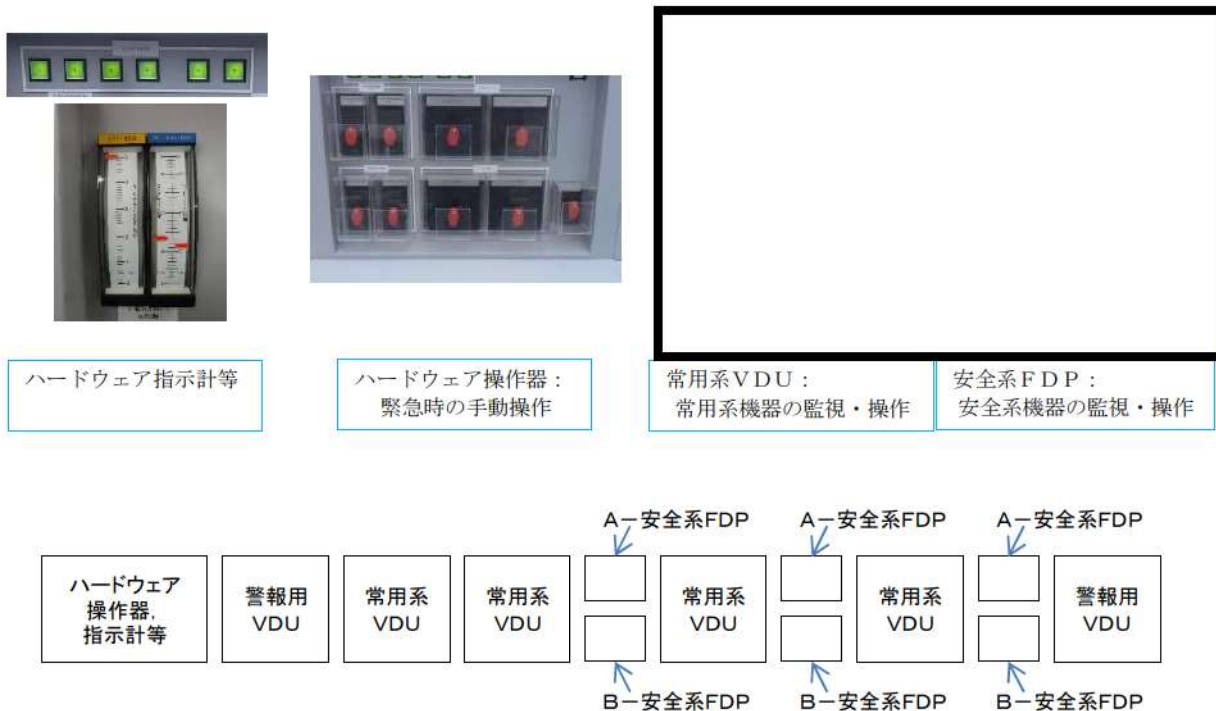 ハードウェア指示計等
ハードウェア操作器：
緊急時の手動操作
常用系ＶＤＵ：
常用系機器の監視・操作
安全系ＦＤＰ：
安全系機器の監視・操作
A－安全系FDP
A－安全系FDP
A－安全系FDP
ハードウェア
操作器,
指示計等
警報用
VDU
常用系
VDU
常用系
VDU
常用系
VDU
常用系
VDU
警報用
VDU
B－安全系FDP
B－安全系FDP
B－安全系FDP